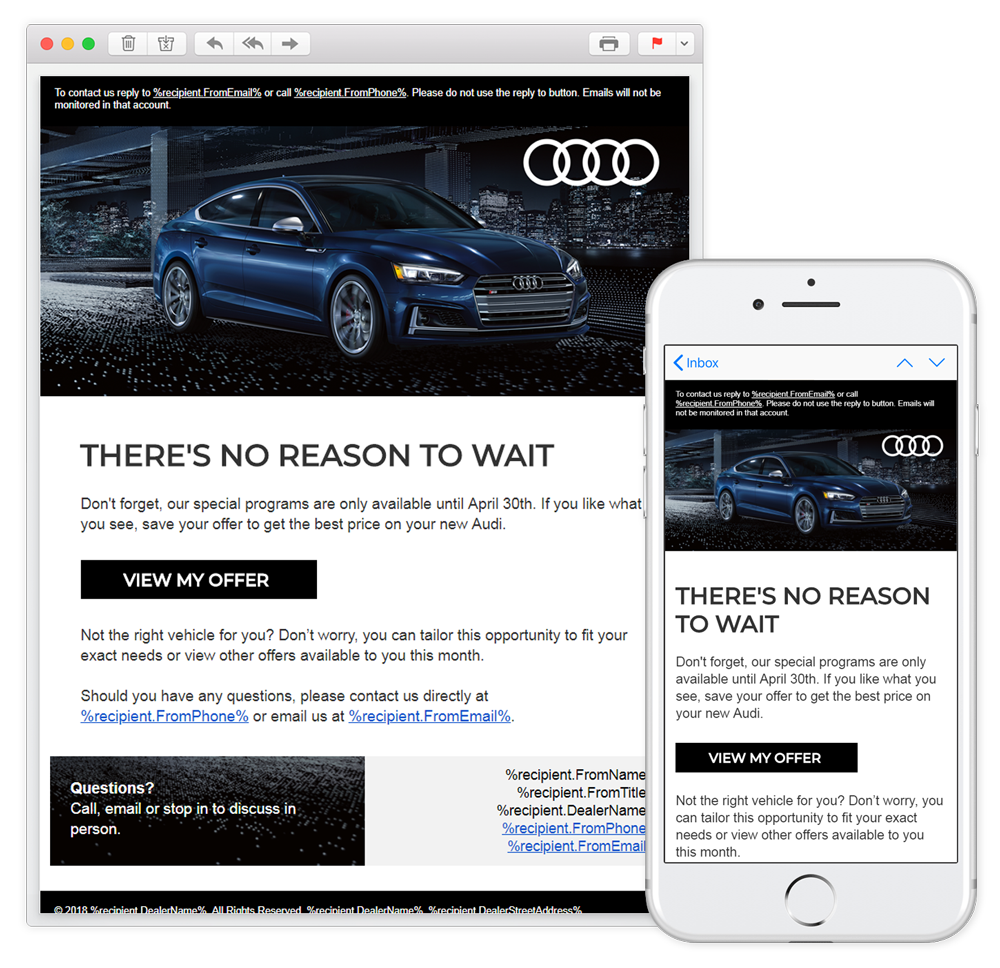 To contact us reply to %recipient.FromEmail% or call %recipient.FromPhone%. Please do not use the reply to button. Emails will not be
monitored in that account.
THERE'S NO REASON TO WAIT
Don't forget, our special programs are only available until April 30th. If you like what
you see, save your offer to get the best price on your new Audi.
VIEW MY OFFER
Not the right vehicle for you? Don't worry, you can tailor this opportunity to fit your
exact needs or view other offers available to you this month.
Should you have any questions, please contact us directly at
%recipient.FromPhone% or email us at %recipient.FromEmail%.
Questions?
Call, email or stop in to discuss in
person.
%recipient.FromName
%recipient.FromTitle
%recipient.DealerName
%recipient.FromPhone
%recipient.FromEmail
© 2018 %recipient.DealerName%. All Rights Reserved. %recipient.DealerName%, %recipient.DealerStreetAddress%
Inbox
To contact us reply to %recipient.FromEmail% or call
%recipient.FromPhone%. Please do not use the reply to button. Emails will
not be monitored in that account.
THERE'S NO REASON
TO WAIT
Don't forget, our special programs are only
available until April 30th. If you like what you
see, save your offer to get the best price on
your new Audi.
VIEW MY OFFER
Not the right vehicle for you? Don't worry, you
can tailor this opportunity to fit your exact
needs or view other offers available to you
this month.